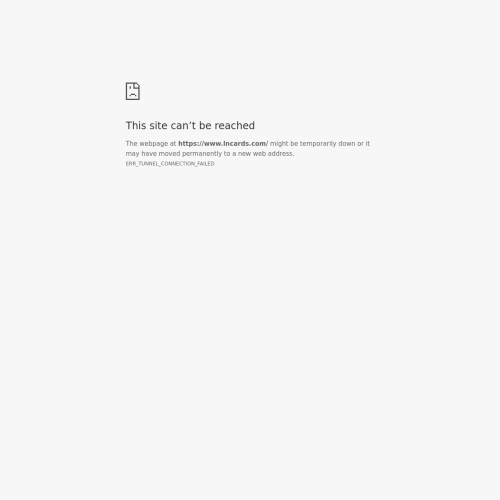 This site can’t be reached
The webpage at https://www.lncards.com/ might be temporarily down or it
may have moved permanently to a new web address.
ERR_TUNNEL_CONNECTION_FAILED